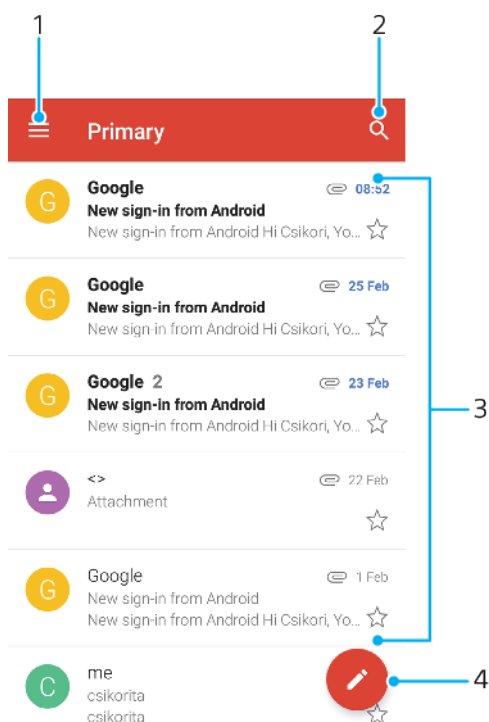 1
2
Primary
G
Google
08:52
New sign-in from Android
New sign-in from Android Hi Csikori, Yo...
G
Google
25 Feb
New sign-in from Android
New sign-in from Android Hi Csikori, Yo...
G
Google 2
23 Feb
New sign-in from Android
New sign-in from Android Hi Csikori, Yo...
3
<>
22 Feb
Attachment
G
Google
1 Feb
New sign-in from Android
New sign-in from Android Hi Csikori, Yo...
C
me
csikorita
csikorita
4